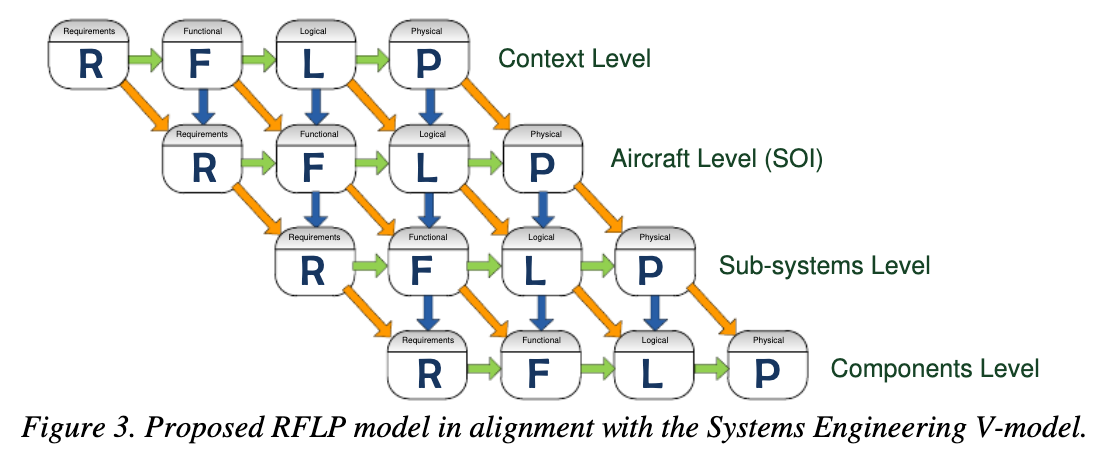 Requirements Functional Logical Physical
R F L P Context Level
Requirements Functional Logical Physical
R F L P Aircraft Level (SOI)
Requirements Functional Logical Physical
R F L P Sub-systems Level
Requirements Functional Logical Physical
R F L P Components Level
Figure 3. Proposed RFLP model in alignment with the Systems Engineering V-model.